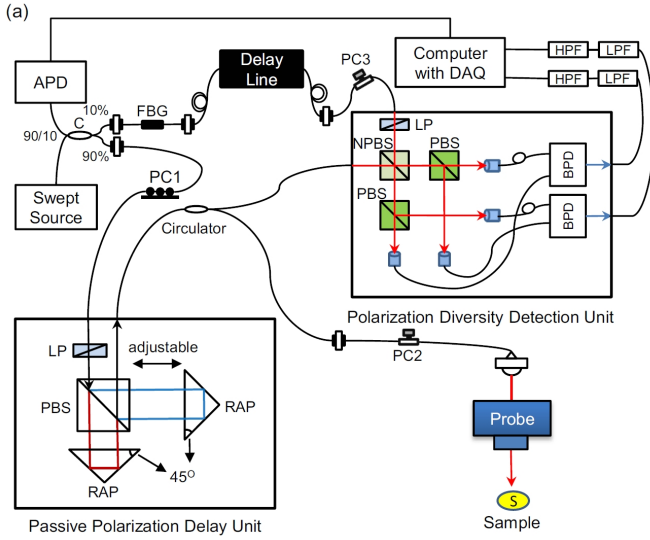 (a)
APD
10%
FBG
Delay
Line
PC3
Computer
with DAQ
HPF
LPF
HPF
LPF
C
90/10
90%
Swept
Source
PC1
Circulator
LP
NPBS
PBS
PBS
BPD
BPD
Polarization Diversity Detection Unit
LP
adjustable
PBS
RAP
45O
RAP
Passive Polarization Delay Unit
PC2
Probe
S
Sample